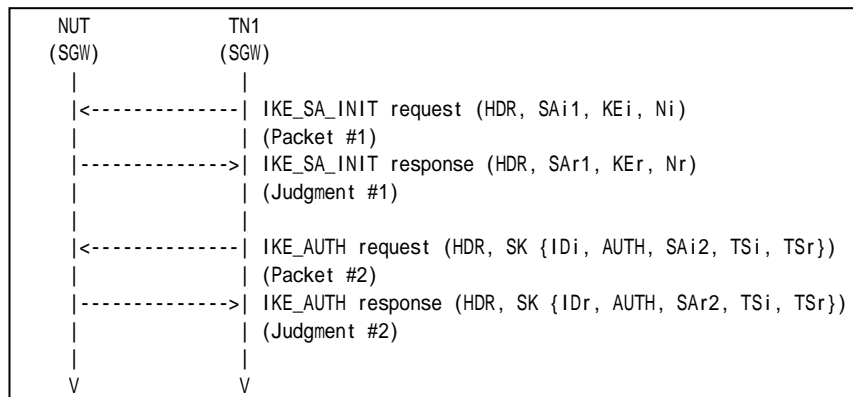 NUT TN1
(SGW) (SGW)
| |
|<--------------| IKE_SA_INIT request (HDR, SAi1, KEi, Ni)
| | (Packet #1)
|-------------->| IKE_SA_INIT response (HDR, SAr1, KEr, Nr)
| | (Judgment #1)
| |
|<--------------| IKE_AUTH request (HDR, SK {IDi, AUTH, SAi2, TSi, TSr})
| | (Packet #2)
|-------------->| IKE_AUTH response (HDR, SK {IDr, AUTH, SAr2, TSi, TSr})
| | (Judgment #2)
| |
V V